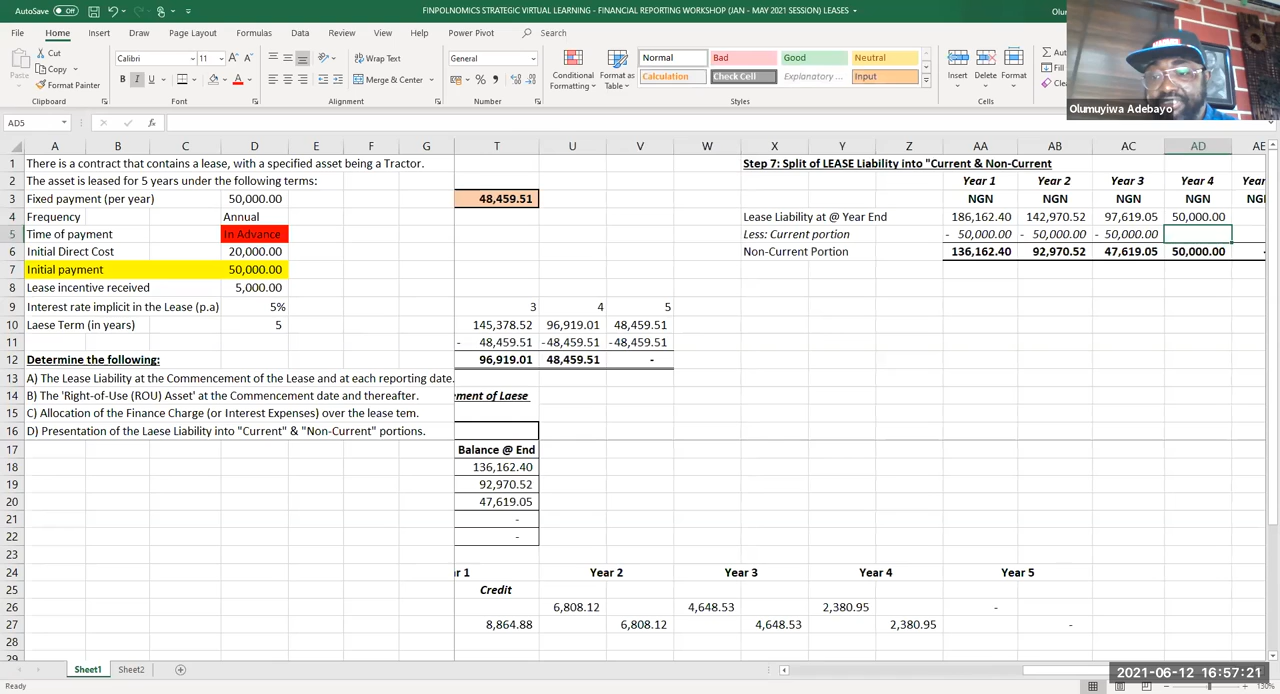 AutoSave Off
FINPOLNOMICS STRATEGIC VIRTUAL LEARNING - FINANCIAL REPORTING WORKSHOP (JAN - MAY 2021 SESSION) LEASES
Olu
File Home Insert Draw Page Layout Formulas Data Review View Help Power Pivot Search
Cut
Copy
Format Painter
Paste
Calibri 11
B I U
Wrap Text
Merge & Center
General
Conditional Formatting
Format as Table
Normal Bad Good Neutral
Calculation Check Cell Explanatory ... Input
Insert Delete Format
Clipboard Font Alignment Number Styles Cells
Olumuyiwa Adebayo
AD5 fx
A B C D E F G T U V W X Y Z AA AB AC AD AE
1 There is a contract that contains a lease, with a specified asset being a Tractor. Step 7: Split of LEASE Liability into "Current & Non-Current
2 The asset is leased for 5 years under the following terms: Year 1 Year 2 Year 3 Year 4 Year
3 Fixed payment (per year) 50,000.00 48,459.51 NGN NGN NGN NGN NGI
4 Frequency Annual Lease Liability at @ Year End 186,162.40 142,970.52 97,619.05 50,000.00
5 Time of payment In Advance Less: Current portion - 50,000.00 - 50,000.00 - 50,000.00
6 Initial Direct Cost 20,000.00 Non-Current Portion 136,162.40 92,970.52 47,619.05 50,000.00 -
7 Initial payment 50,000.00
8 Lease incentive received 5,000.00
9 Interest rate implicit in the Lease (p.a) 5% 3 4 5
10 Laese Term (in years) 5 145,378.52 96,919.01 48,459.51
11 - 48,459.51 -48,459.51 -48,459.51
12 Determine the following: 96,919.01 48,459.51 -
13 A) The Lease Liability at the Commencement of the Lease and at each reporting date.
14 B) The 'Right-of-Use (ROU) Asset' at the Commencement date and thereafter. ment of Laese
15 C) Allocation of the Finance Charge (or Interest Expenses) over the lease tem.
16 D) Presentation of the Laese Liability into "Current" & "Non-Current" portions.
17 Balance @ End
18 136,162.40
19 92,970.52
20 47,619.05
21 -
22 -
23
24 r 1 Year 2 Year 3 Year 4 Year 5
25 Credit
26 6,808.12 4,648.53 2,380.95 -
27 8,864.88 6,808.12 4,648.53 2,380.95 -
28
29
Sheet1 Sheet2
2021-06-12 16:57:21
Ready
130%